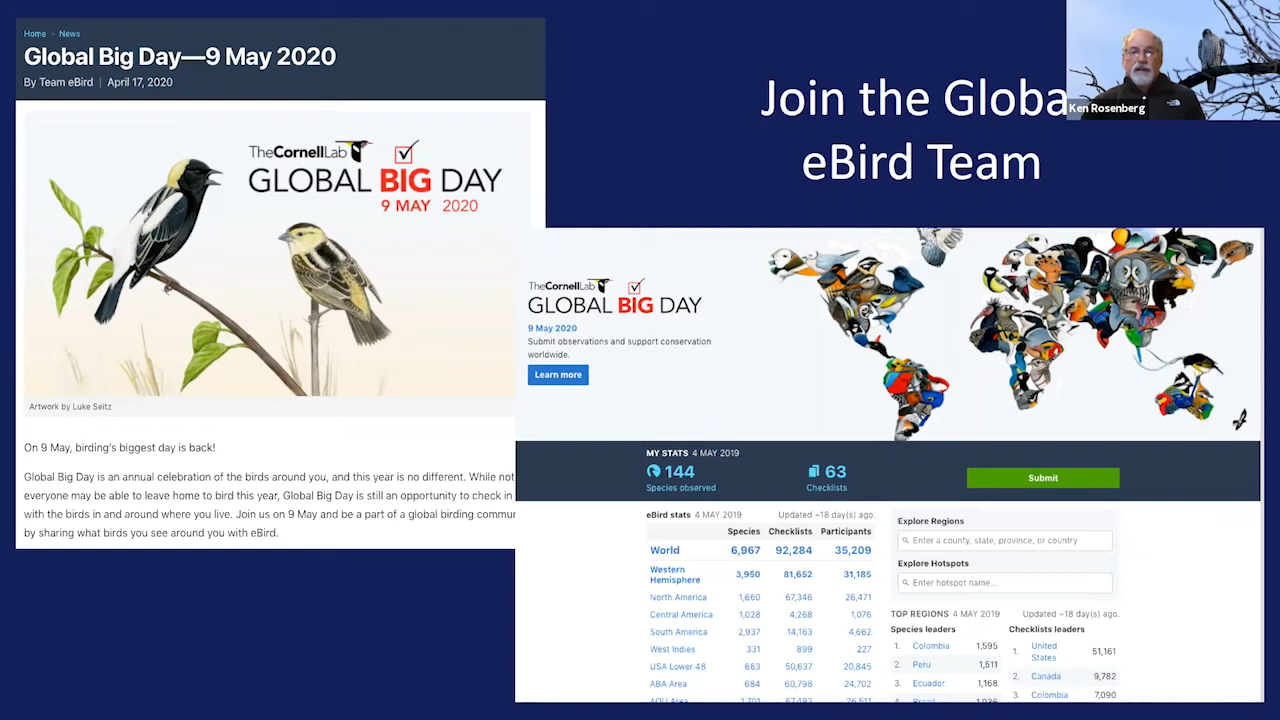 Home > News
Global Big Day—9 May 2020
By Team eBird | April 17, 2020
TheCornellLab
GLOBAL BIG DAY
9 MAY 2020
Artwork by Luke Seitz
On 9 May, birding's biggest day is back!
Global Big Day is an annual celebration of the birds around you, and this year is no different. While not
everyone may be able to leave home to bird this year, Global Big Day is still an opportunity to check in
with the birds in and around where you live. Join us on 9 May and be a part of a global birding commu
by sharing what birds you see around you with eBird.
Join the Globa
eBird Team
Ken Rosenberg
TheCornellLab
GLOBAL BIG DAY
9 May 2020
Submit observations and support conservation
worldwide.
Learn more
MY STATS 4 MAY 2019
144
Species observed
63
Checklists
Submit
eBird stats 4 MAY 2019 Updated ~18 day(s) ago.
Species Checklists Participants
World 6,967 92,284 35,209
Western
Hemisphere 3,950 81,652 31,185
North America 1,660 67,346 26,471
Central America 1,028 4,268 1,076
South America 2,937 14,163 4,662
West Indies 331 899 227
USA Lower 48 663 50,637 20,845
ABA Area 684 60,798 24,702
AOU Area 1,701 67,493 26,511
Explore Regions
Enter a county, state, province, or country
Explore Hotspots
Enter hotspot name...
TOP REGIONS 4 MAY 2019 Updated ~18 day(s) ago.
Species leaders
1. Colombia 1,595
2. Peru 1,511
3. Ecuador 1,168
4. Brazil
Checklists leaders
1. United
States 51,161
2. Canada 9,782
3. Colombia 7,090